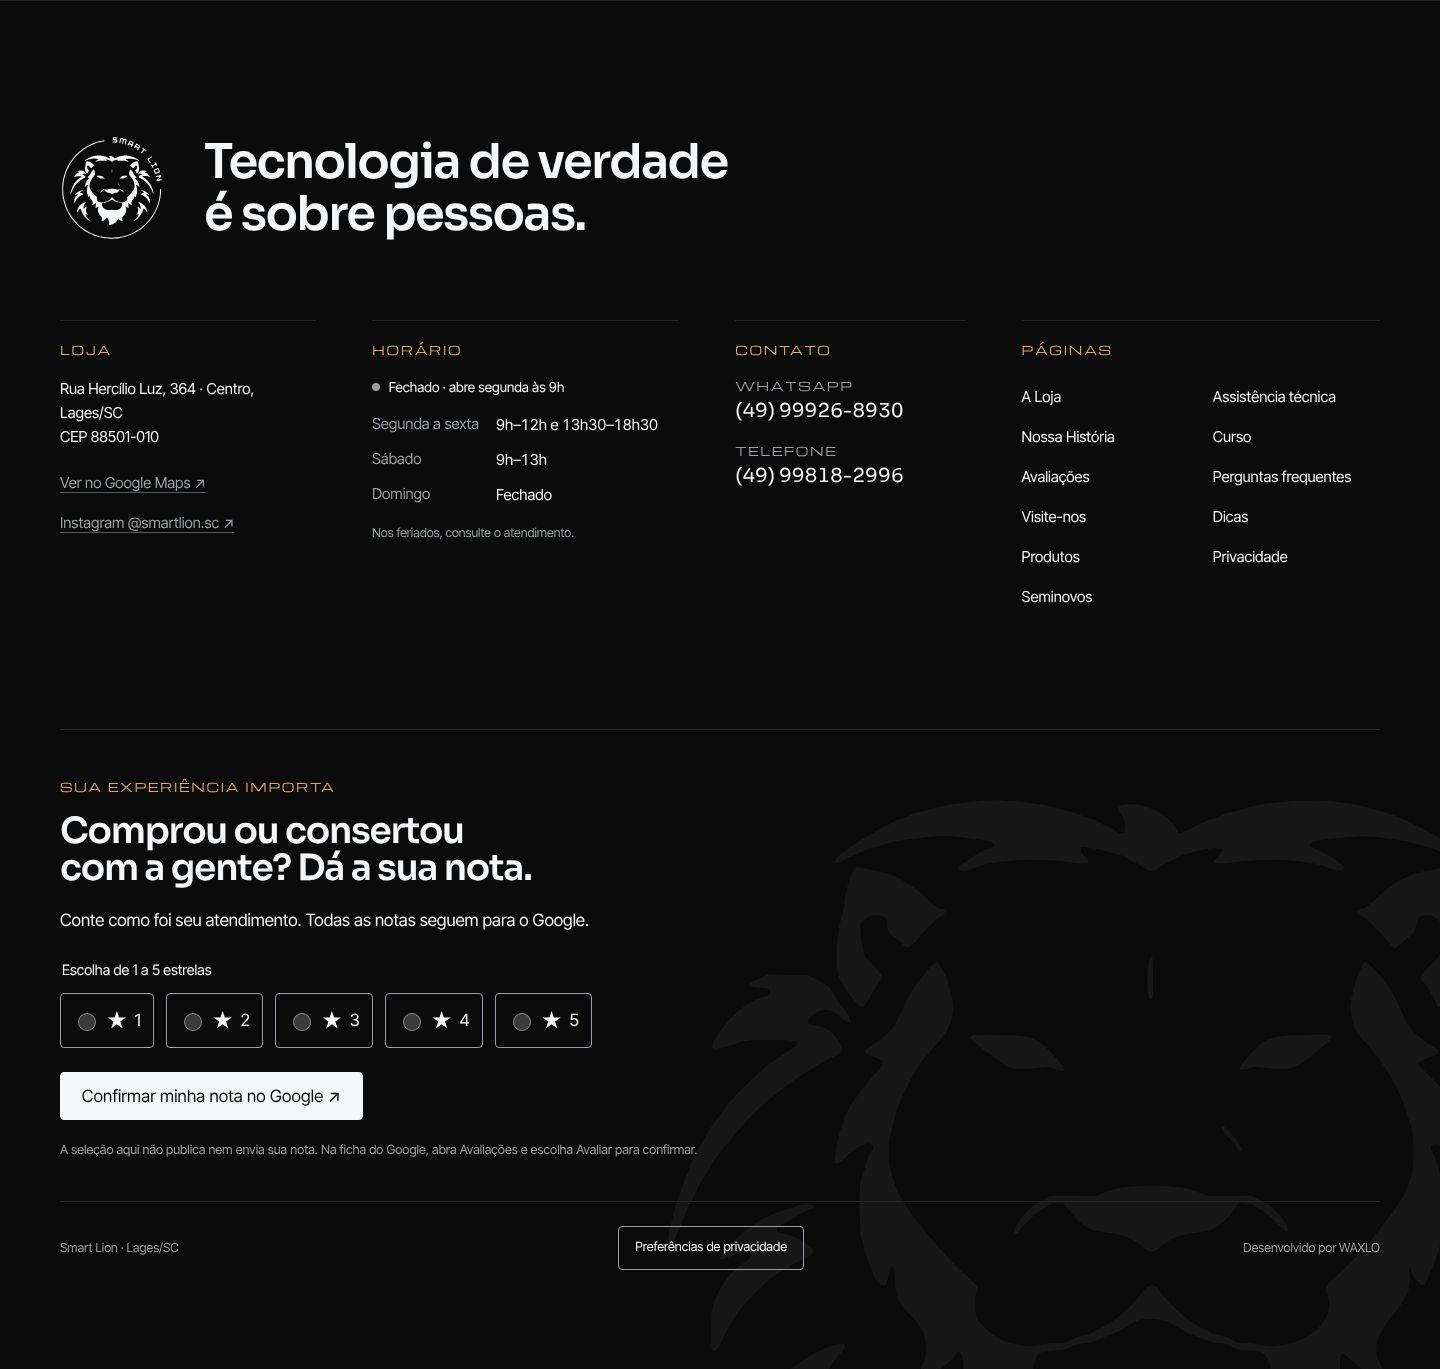 SMART LION
Tecnologia de verdade
é sobre pessoas.
LOJA
Rua Hercílio Luz, 364 · Centro,
Lages/SC
CEP 88501-010
Ver no Google Maps ↗
Instagram @smartlion.sc ↗
HORÁRIO
Fechado · abre segunda às 9h
Segunda a sexta 9h–12h e 13h30–18h30
Sábado 9h–13h
Domingo Fechado
Nos feriados, consulte o atendimento.
CONTATO
WHATSAPP
(49) 99926-8930
TELEFONE
(49) 99818-2996
PÁGINAS
A Loja
Nossa História
Avaliações
Visite-nos
Produtos
Seminovos
Assistência técnica
Curso
Perguntas frequentes
Dicas
Privacidade
SUA EXPERIÊNCIA IMPORTA
Comprou ou consertou
com a gente? Dá a sua nota.
Conte como foi seu atendimento. Todas as notas seguem para o Google.
Escolha de 1 a 5 estrelas
★ 1 ★ 2 ★ 3 ★ 4 ★ 5
Confirmar minha nota no Google ↗
A seleção aqui não publica nem envia sua nota. Na ficha do Google, abra Avaliações e escolha Avaliar para confirmar.
Smart Lion · Lages/SC
Preferências de privacidade
Desenvolvido por WAXLO